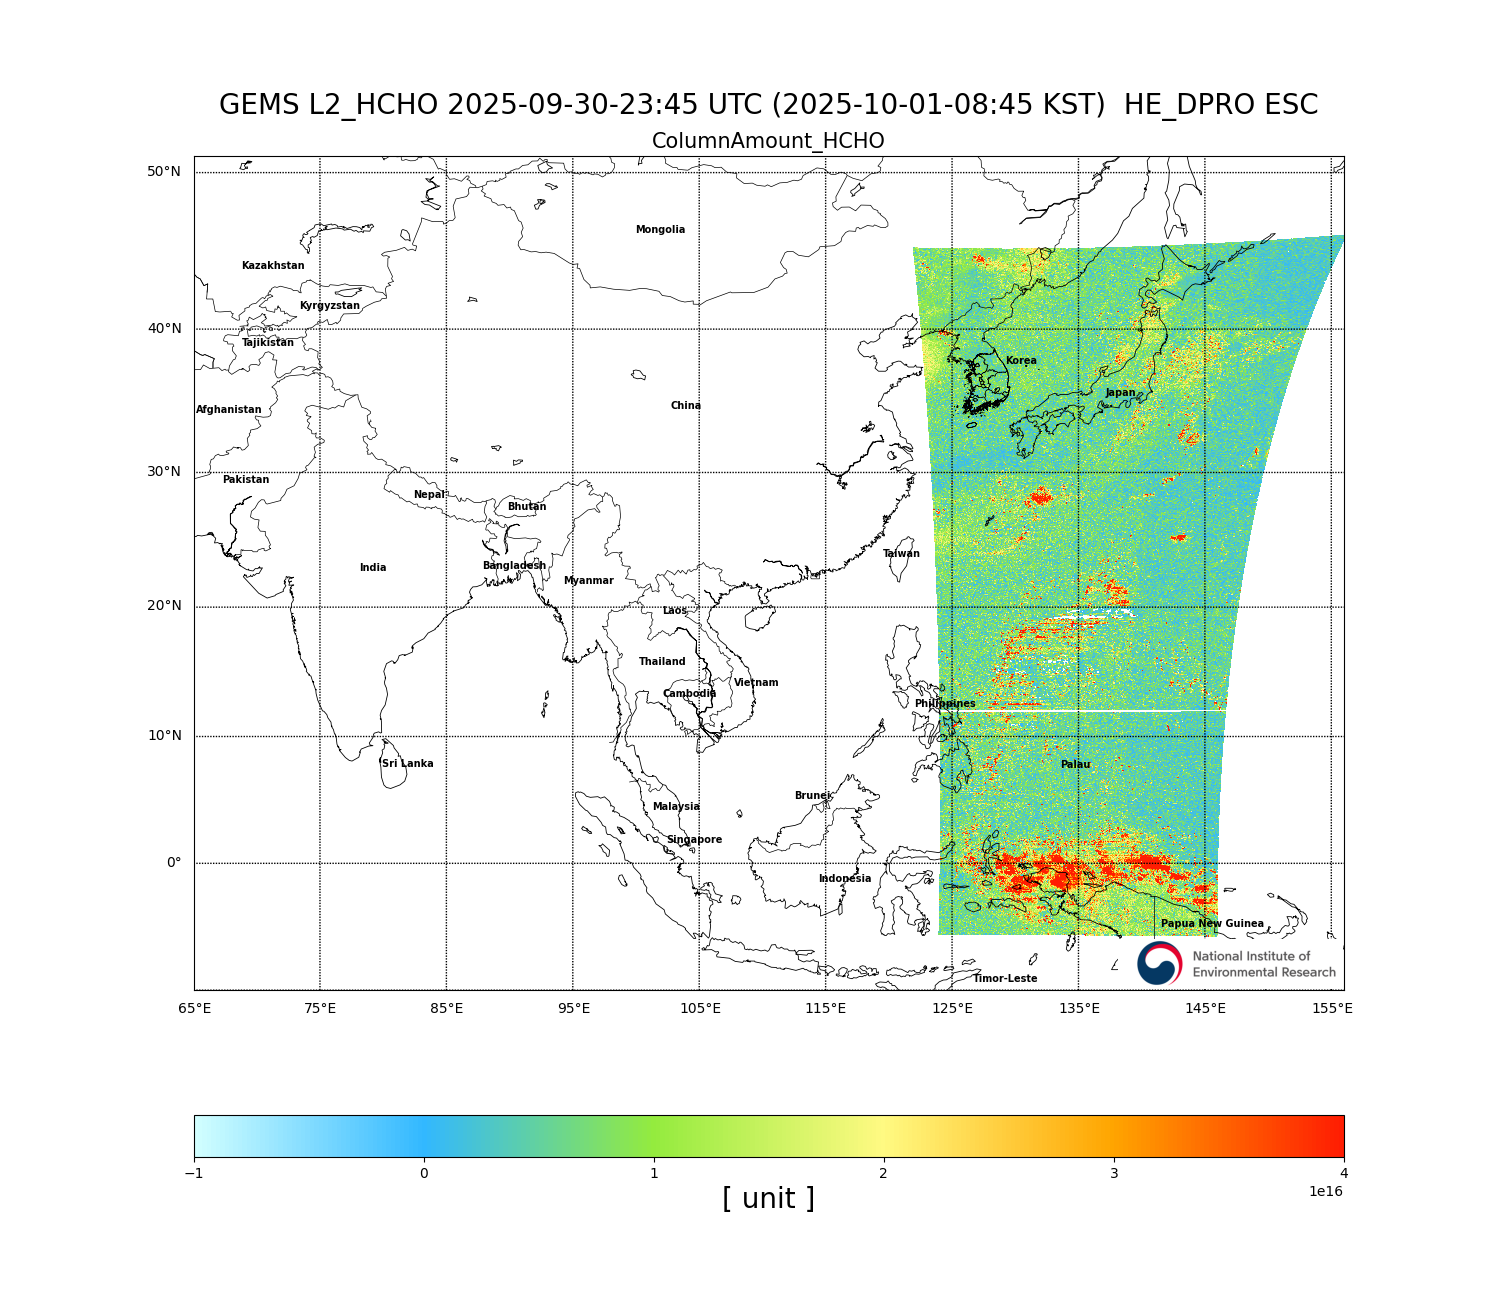 GEMS L2_HCHO 2025-09-30-23:45 UTC (2025-10-01-08:45 KST)  HE_DPRO ESC
ColumnAmount_HCHO
50°N
Mongolia
Kazakhstan
Kyrgyzstan
40°N
Tajikistan
Korea
Japan
Afghanistan
China
30°N
Pakistan
Nepal
Bhutan
Taiwan
India
Bangladesh
Myanmar
20°N
Laos
Thailand
Vietnam
Cambodia
Philippines
10°N
Sri Lanka
Palau
Brunei
Malaysia
Singapore
0°
Indonesia
Papua New Guinea
National Institute of
Environmental Research
Timor-Leste
65°E 75°E 85°E 95°E 105°E 115°E 125°E 135°E 145°E 155°E
−1 0 1 2 3 4
1e16
[ unit ]